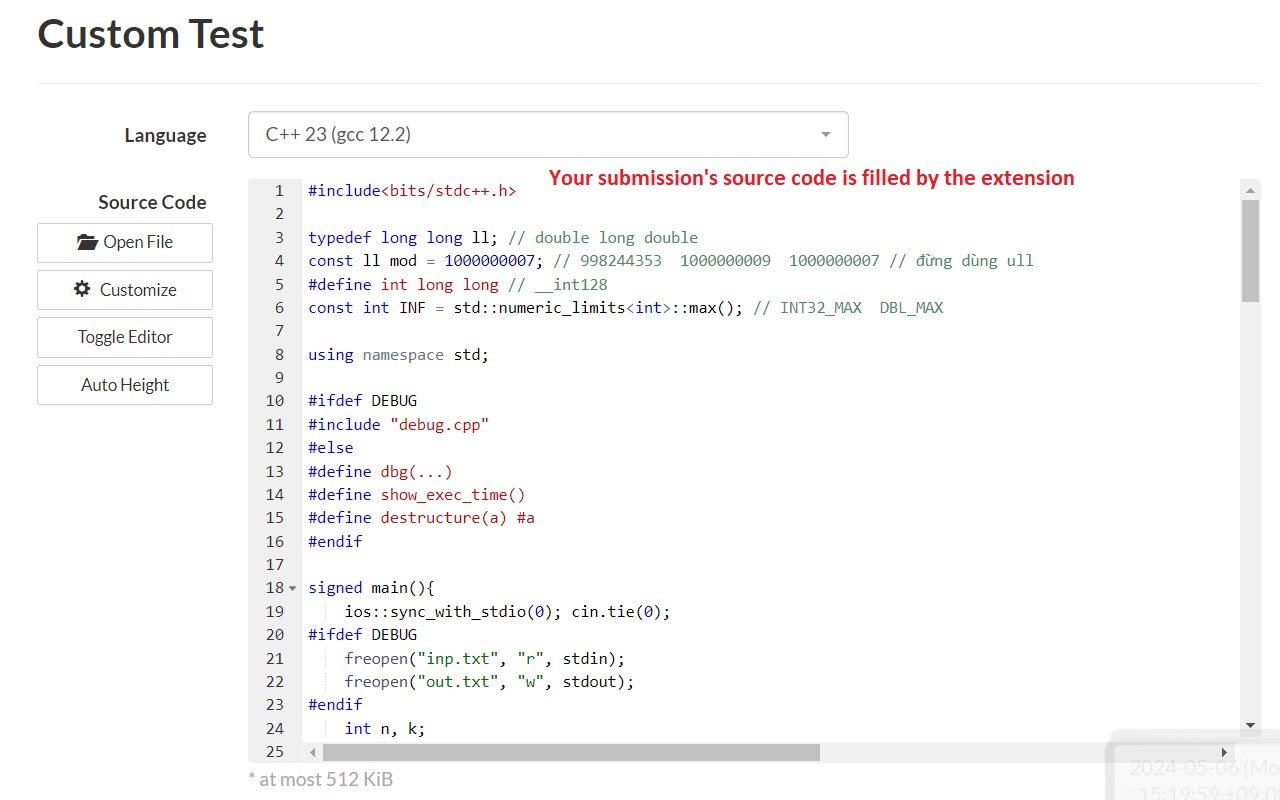 Custom Test
Language
C++ 23 (gcc 12.2)
Your submission's source code is filled by the extension
Source Code
Open File
Customize
Toggle Editor
Auto Height
1 #include<bits/stdc++.h>
2
3 typedef long long ll; // double long double
4 const ll mod = 1000000007; // 998244353  1000000009  1000000007 // đừng dùng ull
5 #define int long long // __int128
6 const int INF = std::numeric_limits<int>::max(); // INT32_MAX  DBL_MAX
7
8 using namespace std;
9
10 #ifdef DEBUG
11 #include "debug.cpp"
12 #else
13 #define dbg(...)
14 #define show_exec_time()
15 #define destructure(a) #a
16 #endif
17
18 signed main(){
19     ios::sync_with_stdio(0); cin.tie(0);
20 #ifdef DEBUG
21     freopen("inp.txt", "r", stdin);
22     freopen("out.txt", "w", stdout);
23 #endif
24     int n, k;
25
* at most 512 KiB
2024-05-06 (Mo
15:19:59 +09:00